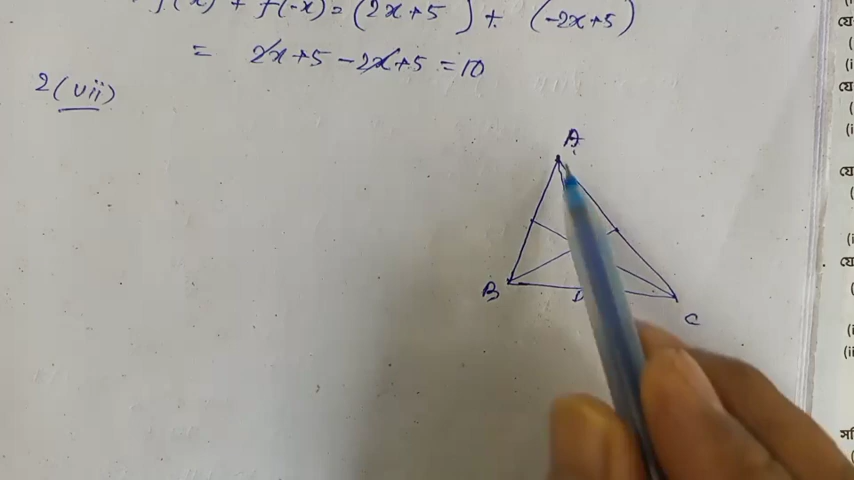 f(x) + f(-x) = (2x+5) + (-2x+5)
= 2x+5-2x+5 = 10
2(vii)
A
B
D
C